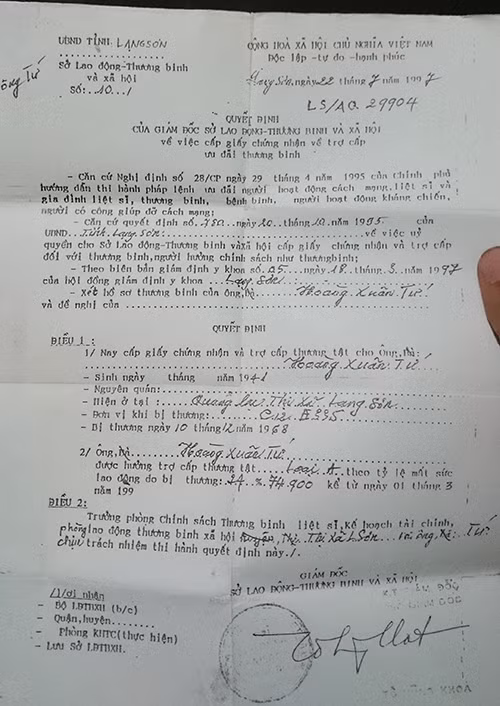 UBND TỈNH LANGSƠN
Sở Lao động-Thương binh
và xã hội
Số: 10 /
CỘNG HOÀ XÃ HỘI CHỦ NGHĨA VIỆT NAM
Độc lập -tự do -hạnh phúc
Lạng Sơn, ngày 22 tháng 7 năm 1997
LS/AQ 29904
QUYẾT ĐỊNH
CỦA GIÁM ĐỐC SỞ LAO ĐỘNG-THƯƠNG BINH VÀ XÃ HỘI
về việc cấp giấy chứng nhận về trợ cấp
ưu đãi thương binh
- Căn cứ Nghị định số 28/CP ngày 29 tháng 4 năm 1995 của Chính phủ
hướng dẫn thi hành pháp lệnh ưu đãi người hoạt động cách mạng,liệt sĩ và
gia đình liệt sĩ, thương binh, bệnh binh, người hoạt động kháng chiến,
người có công giúp đỡ cách mạng;
- Căn cứ quyết định số ngày 20 tháng 10 năm 1995 của
UBND Tỉnh Lạng Sơn về việc uỷ
quyền cho Sở Lao động-Thương binh và xã hội cấp giấy chứng nhận và trợ cấp
đối với thương binh,người hưởng chính sách như thương binh;
- Theo biên bản giám định y khoa số 25 ngày 18 tháng 3 năm 1997
của hội đồng giám định y khoa Lạng Sơn
- Xét hồ sơ thương binh của ông,bà Hoàng Xuân Tứ
và đề nghị của
QUYẾT ĐỊNH
ĐIỀU 1 :
1/ Nay cấp giấy chứng nhận và trợ cấp thương tật cho Ông,Bà:
Hoàng Xuân Tứ
- Sinh ngày tháng năm 1941
- Nguyên quán:
- Hiện ở tại : Thị Xã Lạng Sơn
- Đơn vị khi bị thương: E335
- Bị thương ngày 10 tháng 12 năm 1968
2/ Ông,Bà Hoàng Xuân Tứ
được hưởng trợ cấp thương tật Loại A theo tỷ lệ mất sức
lao động do bị thương: 24 % 74.900 kể từ ngày 01 tháng 3
năm 199
ĐIỀU 2:
Trưởng phòng Chính sách Thương binh liệt sĩ,Kế hoạch tài chính,
phòng lao động thương binh xã hội Thị Xã LSơn và ông,bà: Tứ
chịu trách nhiệm thi hành quyết định này./.
GIÁM ĐỐC
SỞ LAO ĐỘNG-THƯƠNG BINH VÀ XÃ HỘI
Nơi nhận
- Bộ LĐTBXH (b/c)
- Quận,huyện
- Phòng KHTC(thực hiện)
- Lưu Sở LĐTBXH.